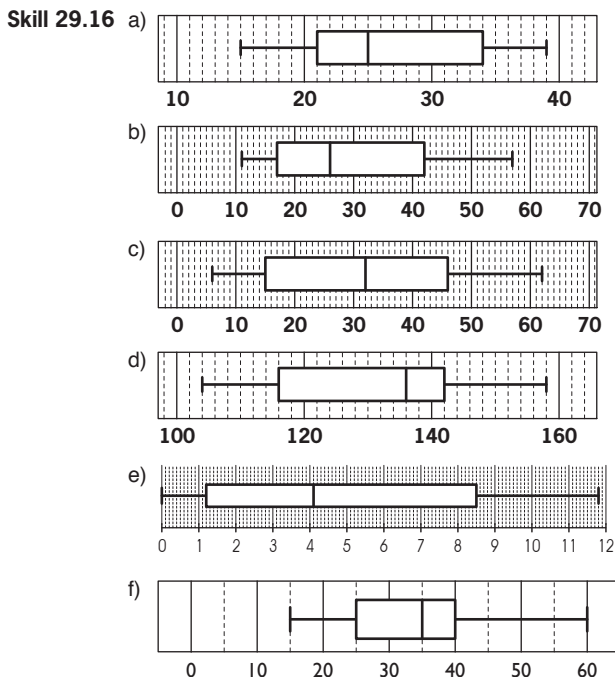 Skill 29.16 a)
10 20 30 40
b)
0 10 20 30 40 50 60 70
c)
0 10 20 30 40 50 60 70
d)
100 120 140 160
e)
0 1 2 3 4 5 6 7 8 9 10 11 12
f)
0 10 20 30 40 50 60